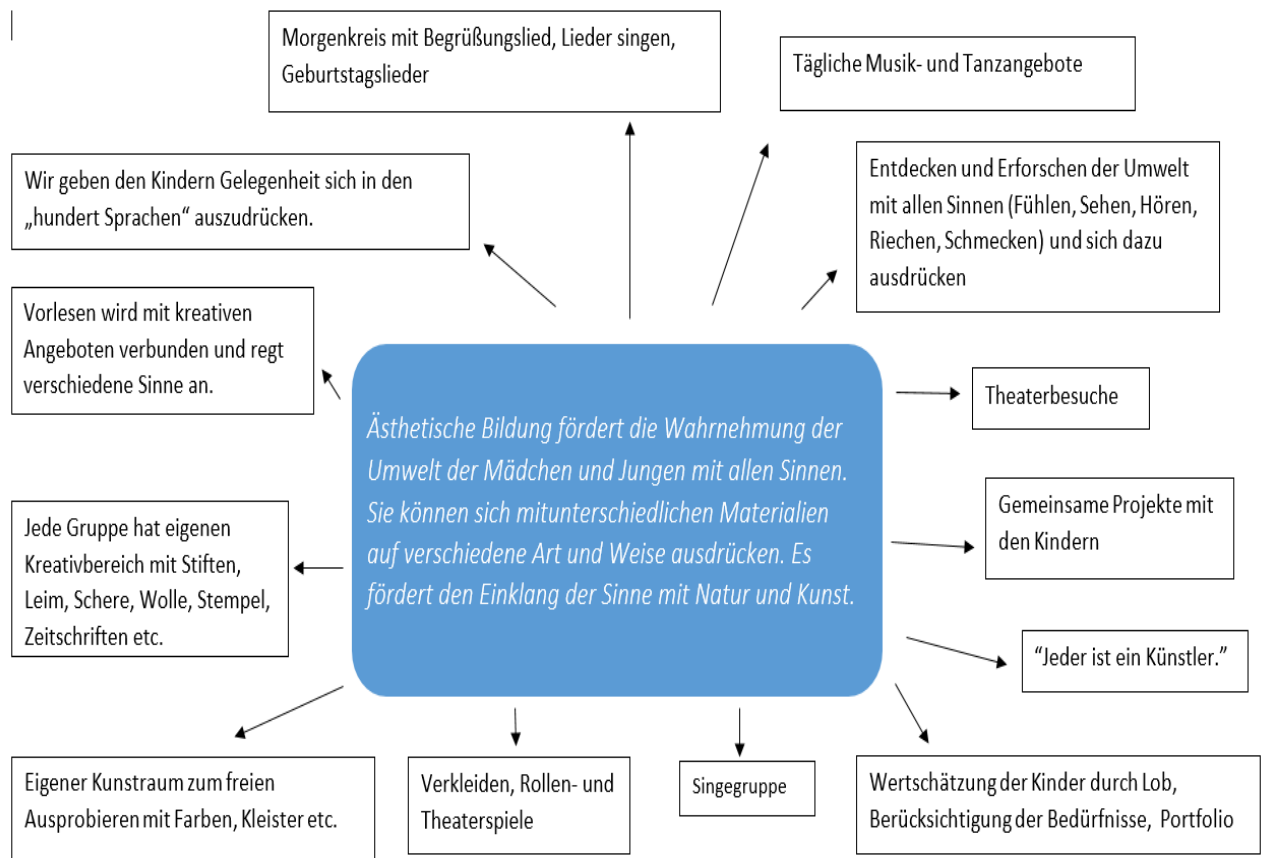 Morgenkreis mit Begrüßungslied, Lieder singen,
Geburtstagslieder
Tägliche Musik- und Tanzangebote
Wir geben den Kindern Gelegenheit sich in den
„hundert Sprachen“ auszudrücken.
Entdecken und Erforschen der Umwelt
mit allen Sinnen (Fühlen, Sehen, Hören,
Riechen, Schmecken) und sich dazu
ausdrücken
Vorlesen wird mit kreativen
Angeboten verbunden und regt
verschiedene Sinne an.
Theaterbesuche
Ästhetische Bildung fördert die Wahrnehmung der
Umwelt der Mädchen und Jungen mit allen Sinnen.
Sie können sich mitunterschiedlichen Materialien
auf verschiedene Art und Weise ausdrücken. Es
fördert den Einklang der Sinne mit Natur und Kunst.
Jede Gruppe hat eigenen
Kreativbereich mit Stiften,
Leim, Schere, Wolle, Stempel,
Zeitschriften etc.
Gemeinsame Projekte mit
den Kindern
“Jeder ist ein Künstler.”
Eigener Kunstraum zum freien
Ausprobieren mit Farben, Kleister etc.
Verkleiden, Rollen- und
Theaterspiele
Singegruppe
Wertschätzung der Kinder durch Lob,
Berücksichtigung der Bedürfnisse, Portfolio